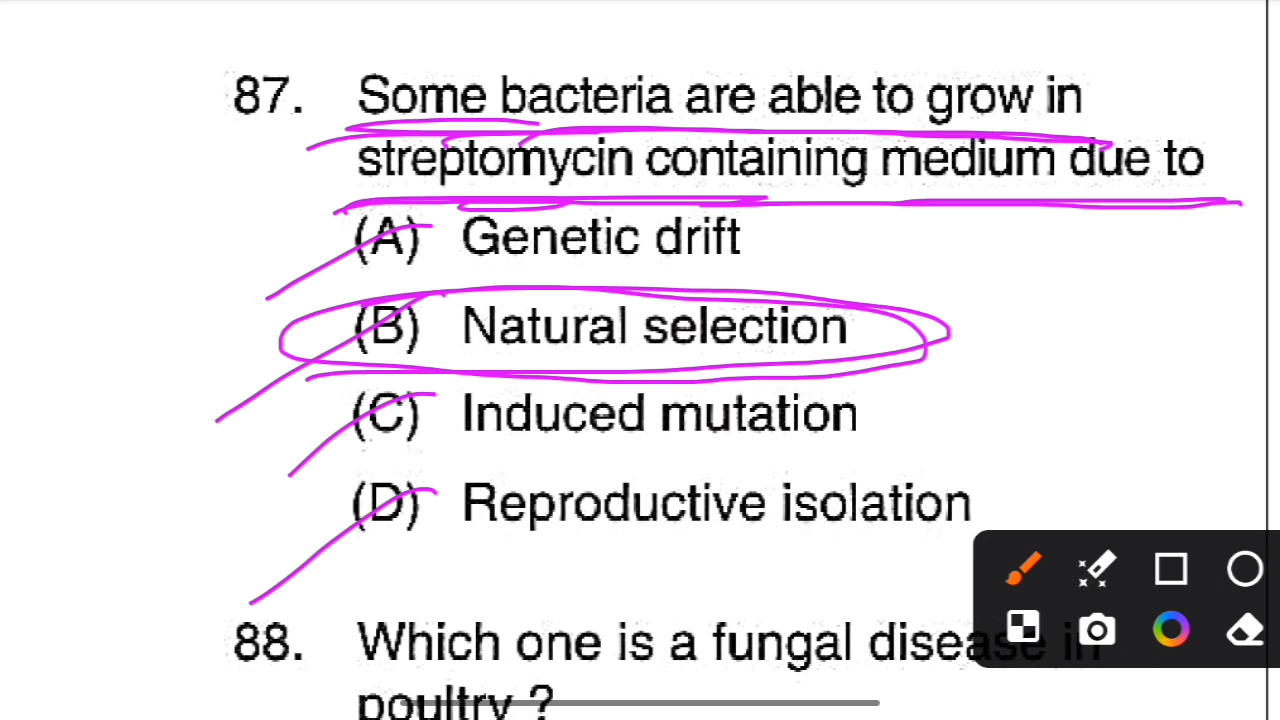 87. Some bacteria are able to grow in
streptomycin containing medium due to
(A) Genetic drift
(B) Natural selection
(C) Induced mutation
(D) Reproductive isolation
88. Which one is a fungal disease in
poultry ?